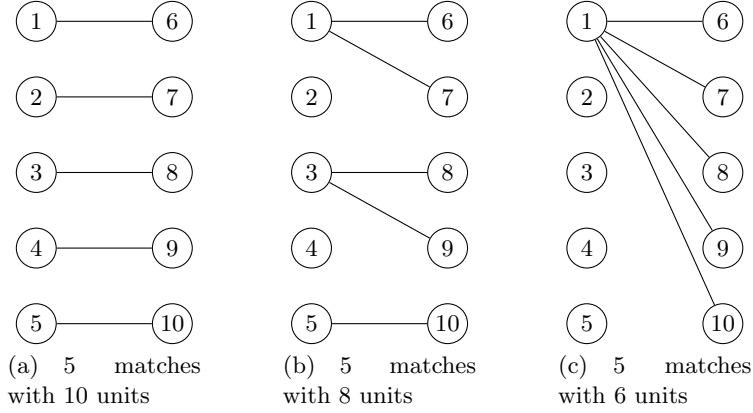 1 6 1 6 1 6
2 7 2 7 2 7
3 8 3 8 3 8
4 9 4 9 4 9
5 10 5 10 5 10
(a) 5 matches
with 10 units
(b) 5 matches
with 8 units
(c) 5 matches
with 6 units